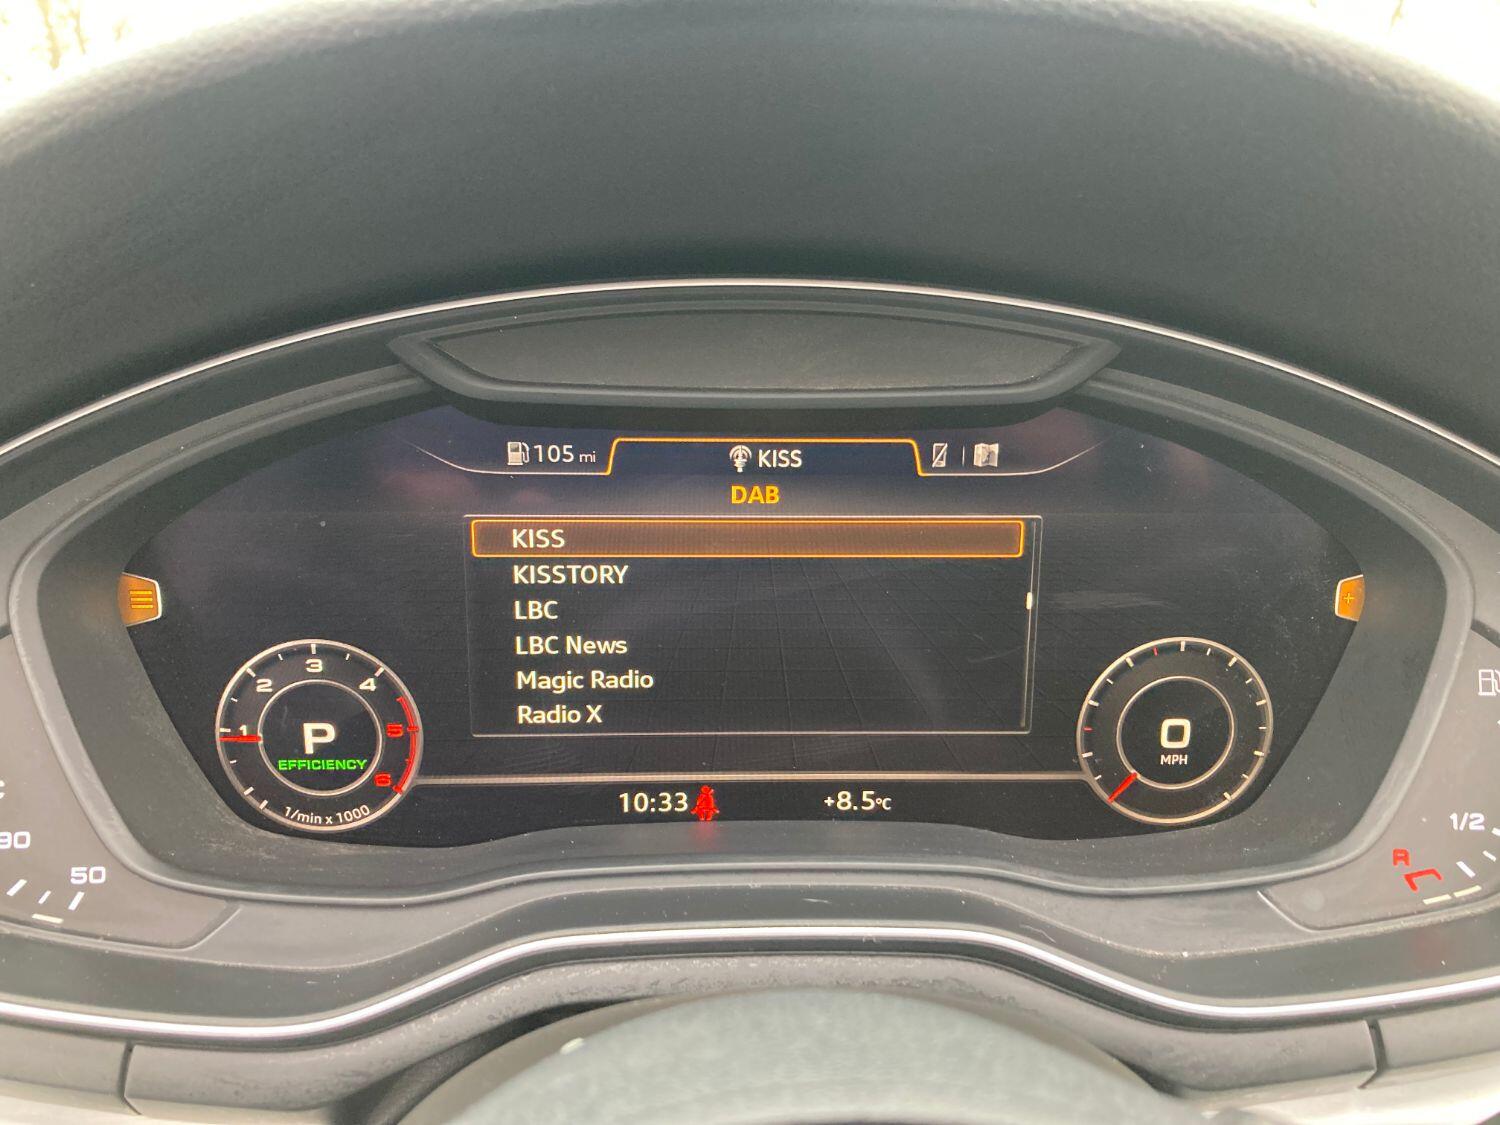 105 mi
KISS
DAB
KISS
KISSTORY
LBC
LBC News
Magic Radio
Radio X
1 2 3 4 5 6
P
EFFICIENCY
1/min x 1000
0
MPH
10:33
+8.5°C
C
90
50
1/2
R